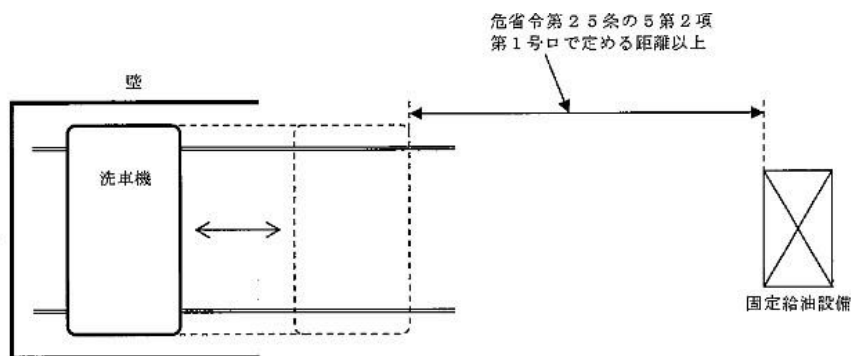 危省令第２５条の５第２項
第１号ロで定める距離以上
壁
洗車機
固定給油設備